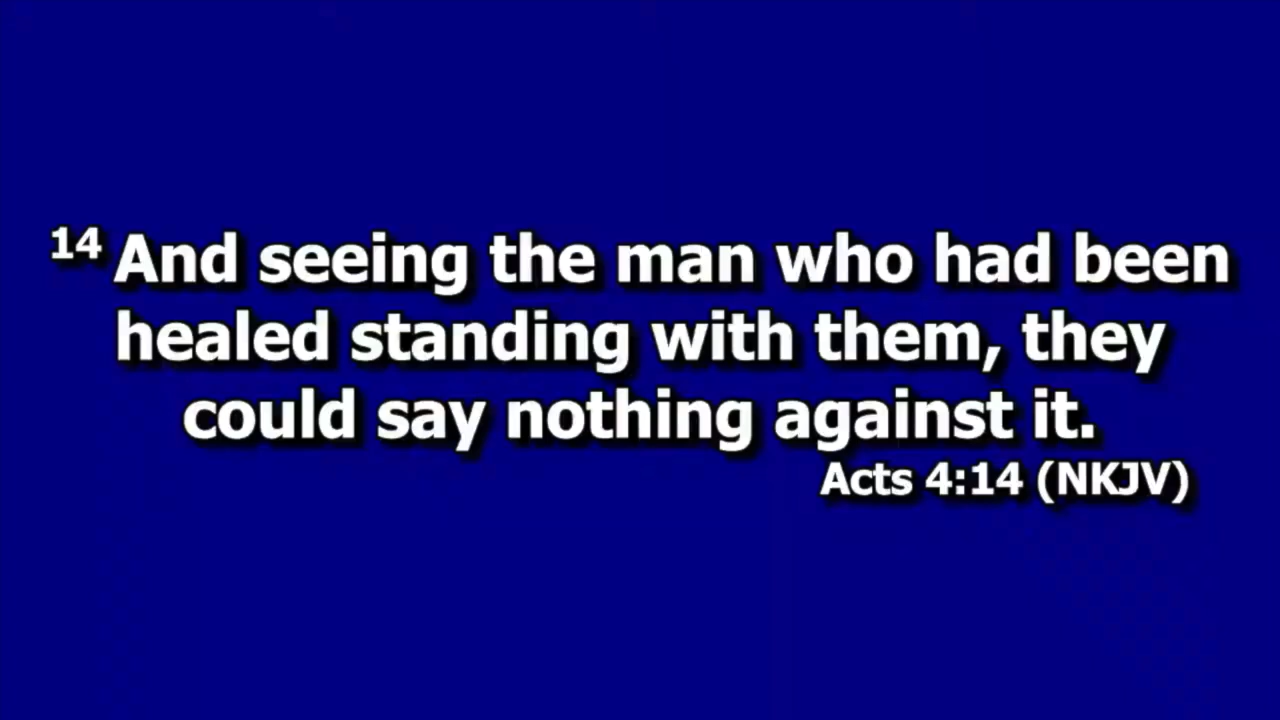 14 And seeing the man who had been
healed standing with them, they
could say nothing against it.
Acts 4:14 (NKJV)